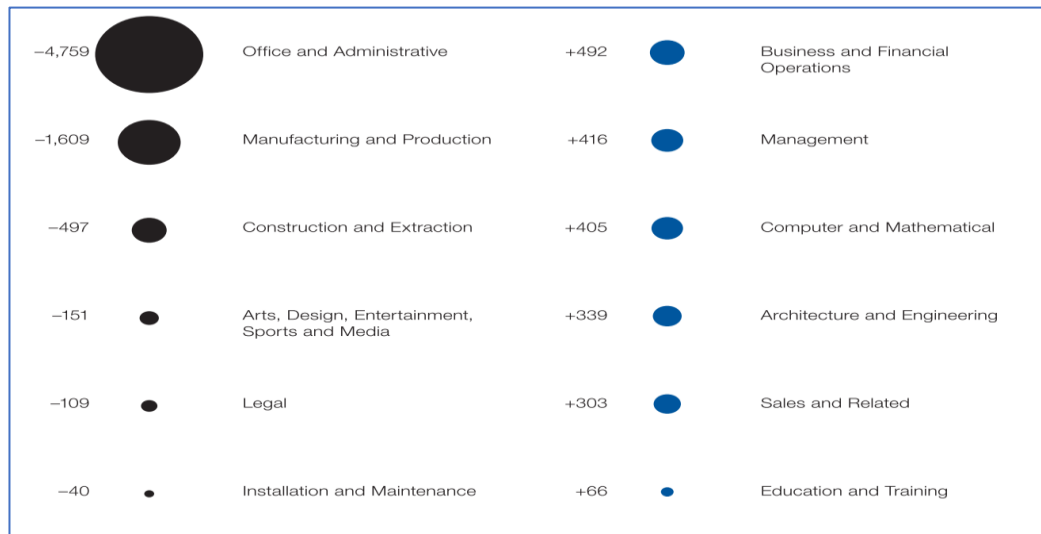 −4,759 Office and Administrative
−1,609 Manufacturing and Production
−497 Construction and Extraction
−151 Arts, Design, Entertainment,
Sports and Media
−109 Legal
−40 Installation and Maintenance
+492 Business and Financial
Operations
+416 Management
+405 Computer and Mathematical
+339 Architecture and Engineering
+303 Sales and Related
+66 Education and Training